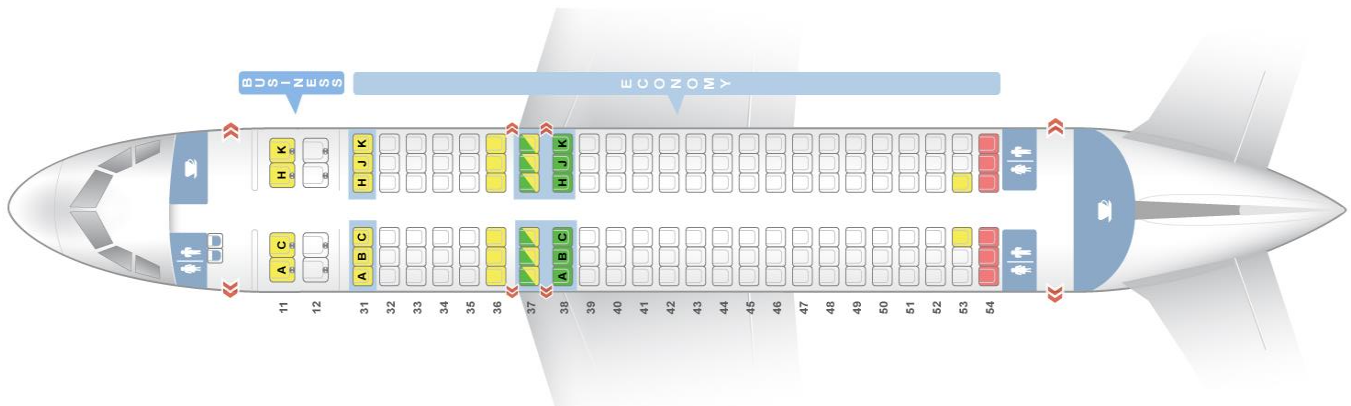 BUSINESS
ECONOMY
K K K
H J J
H H
C C C
A B B
A A
11 12 31 32 33 34 35 36 37 38 39 40 41 42 43 44 45 46 47 48 49 50 51 52 53 54